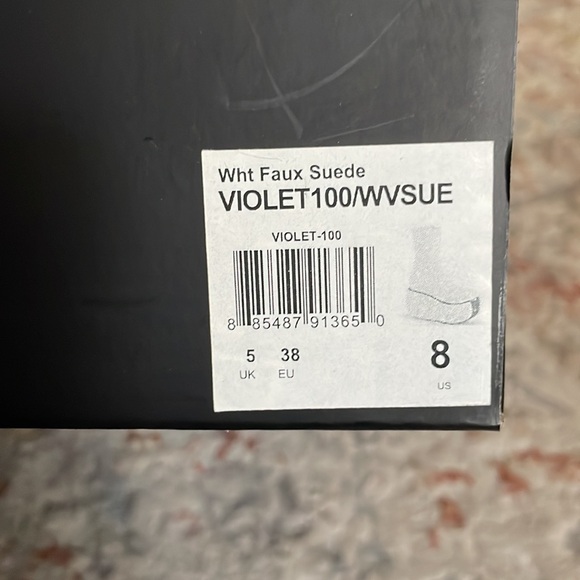 Wht Faux Suede
VIOLET100/WVSUE
VIOLET-100
8 85487 91365 0
5 38 8
UK EU US